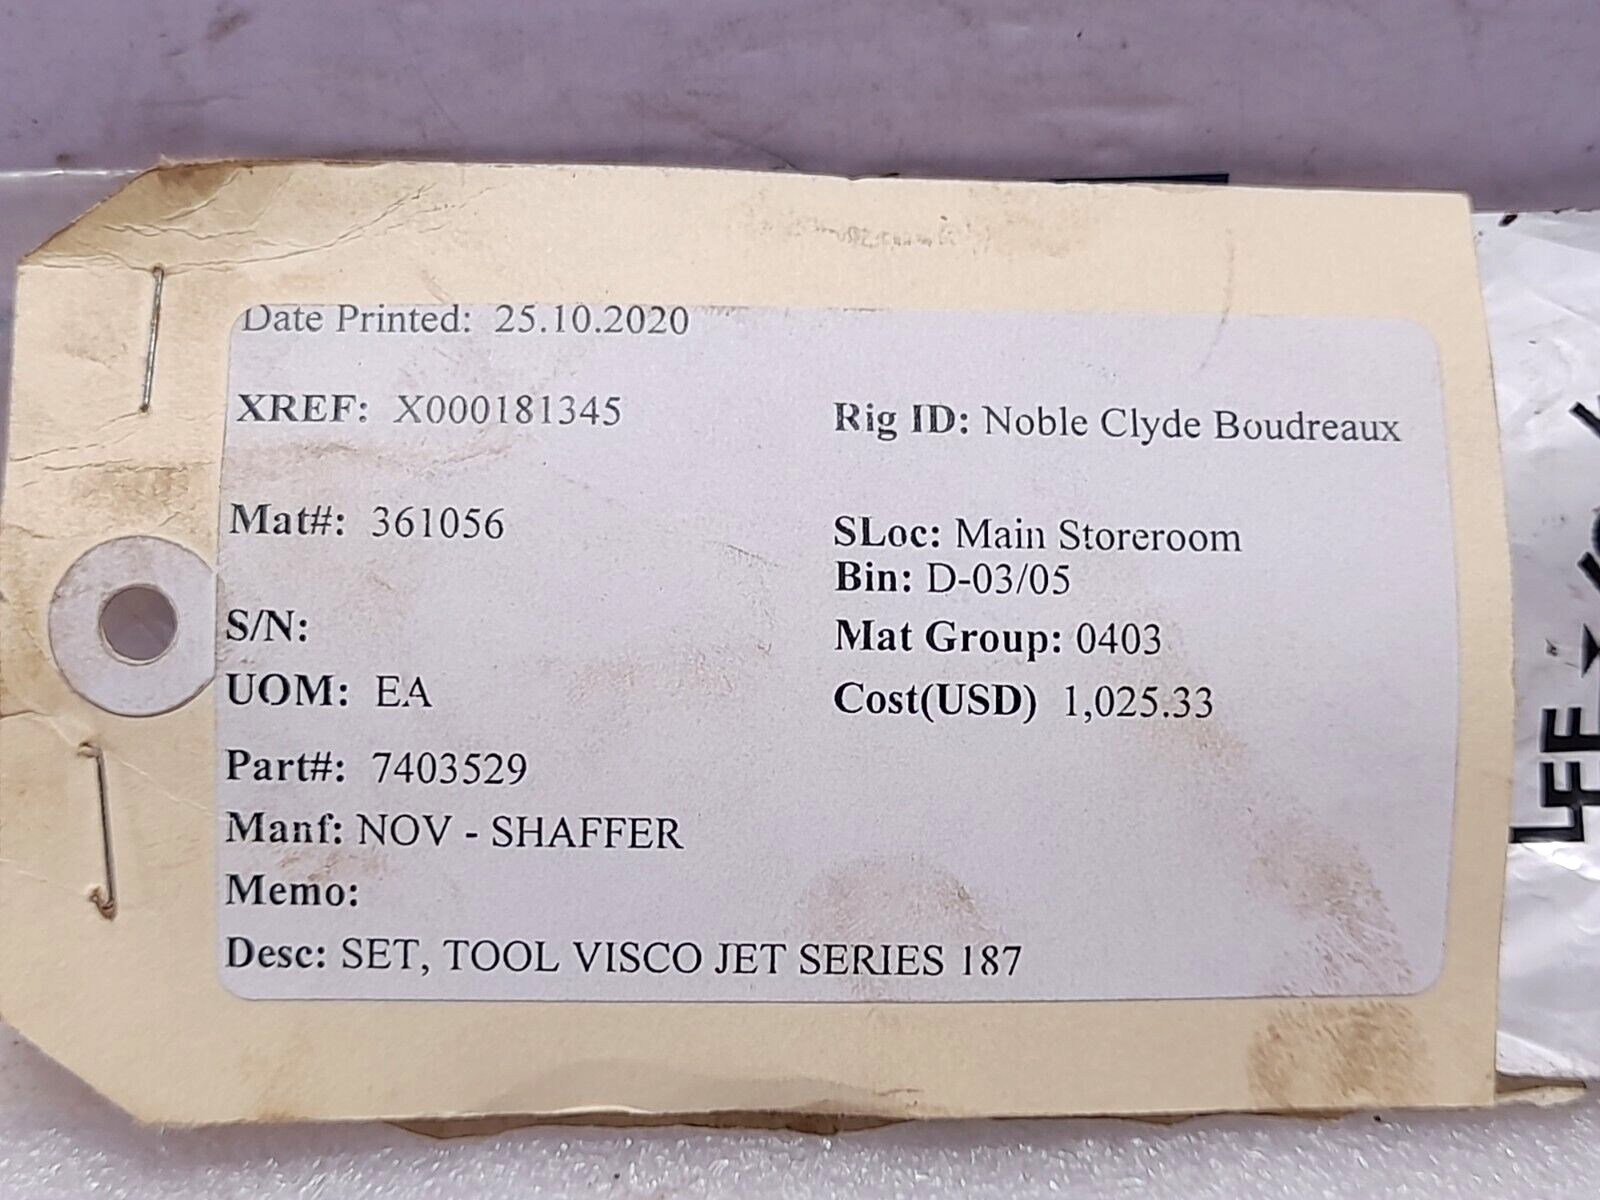 Date Printed: 25.10.2020
XREF: X000181345
Rig ID: Noble Clyde Boudreaux
Mat#: 361056
SLoc: Main Storeroom
Bin: D-03/05
S/N:
Mat Group: 0403
UOM: EA
Cost(USD) 1,025.33
Part#: 7403529
Manf: NOV - SHAFFER
Memo:
Desc: SET, TOOL VISCO JET SERIES 187
LEE